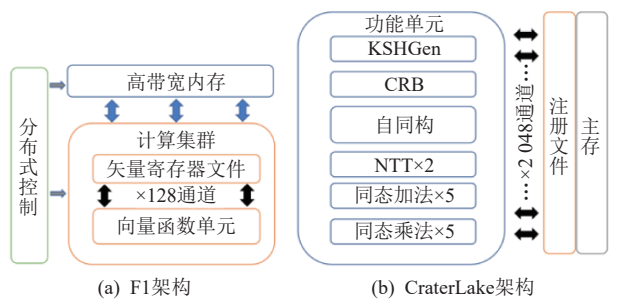 分布式控制
高带宽内存
计算集群
矢量寄存器文件
×128通道
向量函数单元
(a) F1架构
功能单元
KSHGen
CRB
自同构
NTT×2
同态加法×5
同态乘法×5
…×2 048通道…
注册文件
主存
(b) CraterLake架构